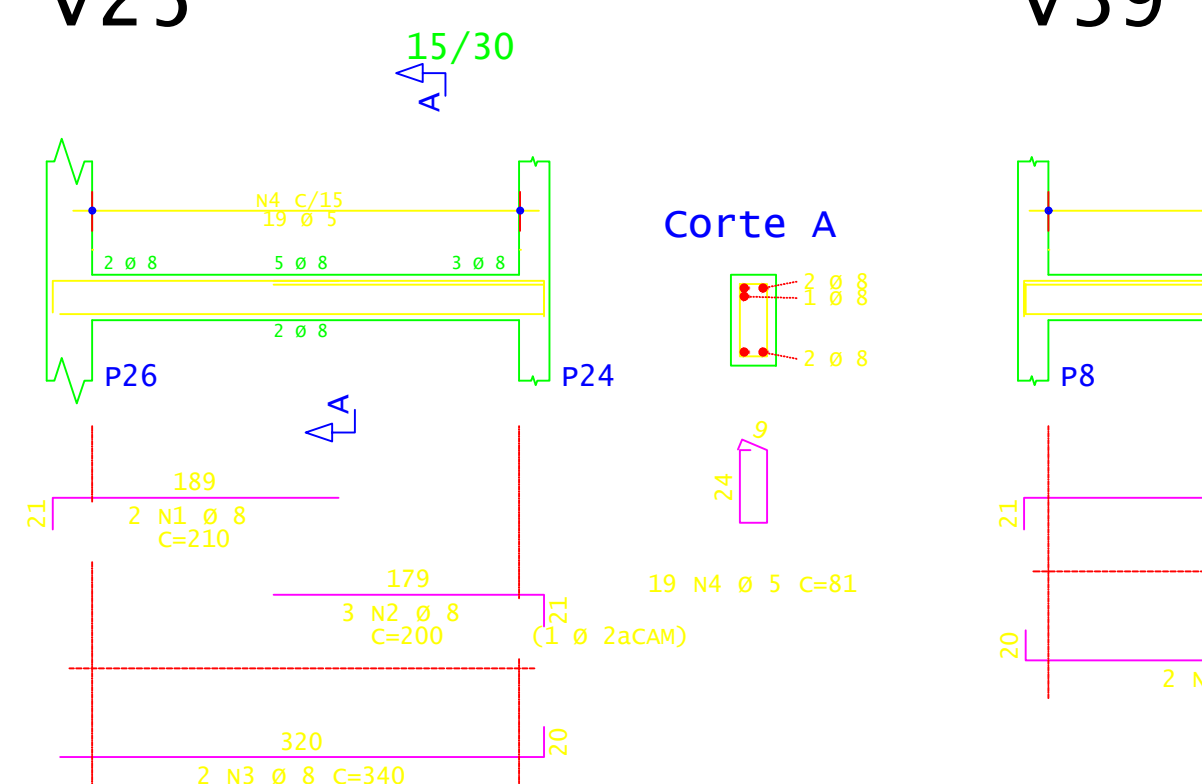 15/30
A
N4 C/15
19 Ø 5
2 Ø 8
5 Ø 8
3 Ø 8
2 Ø 8
P26
P24
A
Corte A
2 Ø 8
1 Ø 8
2 Ø 8
P8
9
24
19 N4 Ø 5 C=81
189
21
2 N1 Ø 8
C=210
179
21
3 N2 Ø 8
C=200
(1 Ø 2aCAM)
320
20
2 N3 Ø 8 C=340
21
20
2